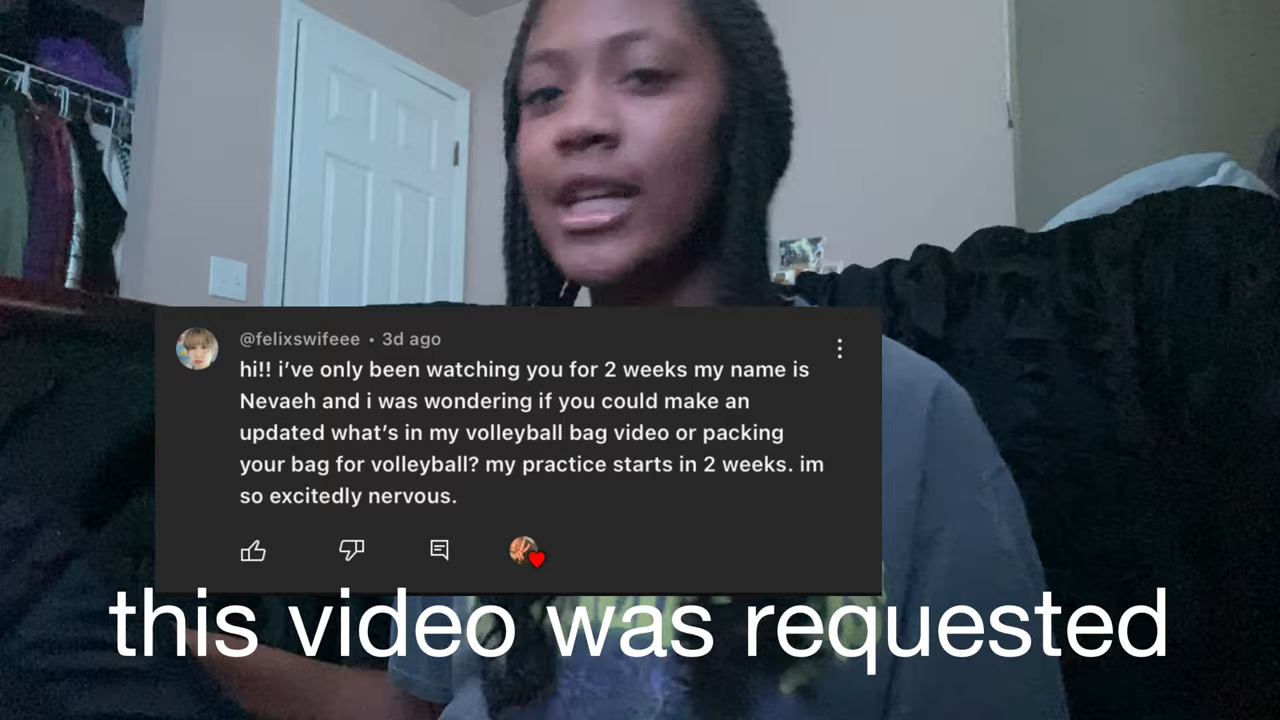 @felixswifeee • 3d ago
hi!! i’ve only been watching you for 2 weeks my name is
Nevaeh and i was wondering if you could make an
updated what’s in my volleyball bag video or packing
your bag for volleyball? my practice starts in 2 weeks. im
so excitedly nervous.
this video was requested